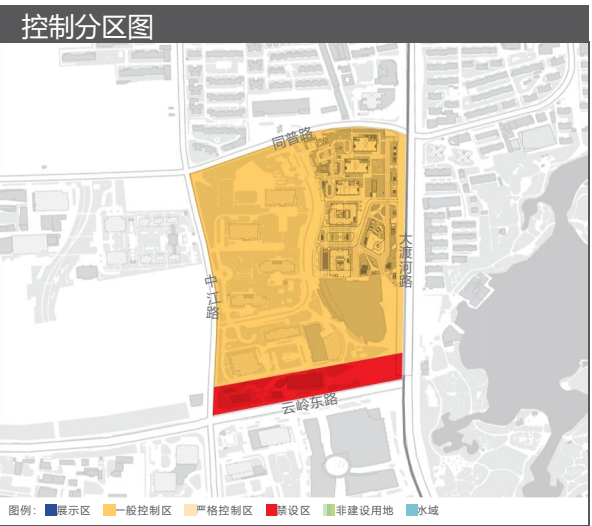 控制分区图
同普路
大渡河路
中江路
云岭东路
图例： 展示区 一般控制区 严格控制区 禁设区 非建设用地 水域